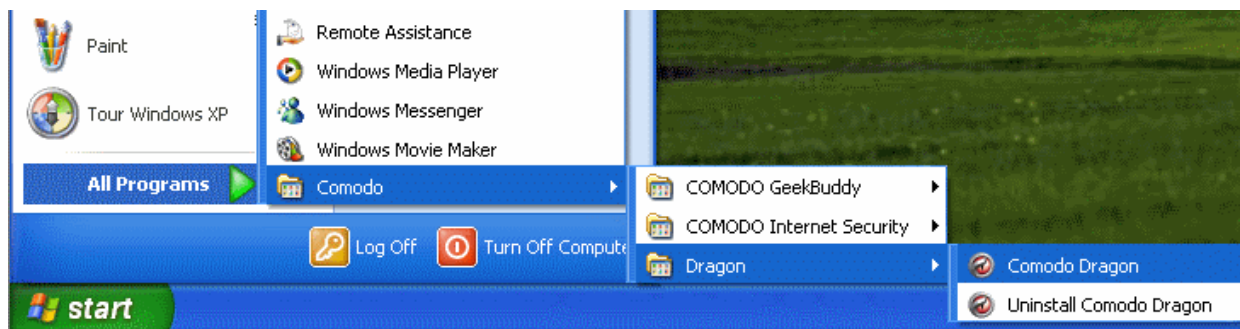 Paint
Tour Windows XP
All Programs
Remote Assistance
Windows Media Player
Windows Messenger
Windows Movie Maker
Comodo
COMODO GeekBuddy
COMODO Internet Security
Dragon
Comodo Dragon
Uninstall Comodo Dragon
Log Off
Turn Off Compute
start